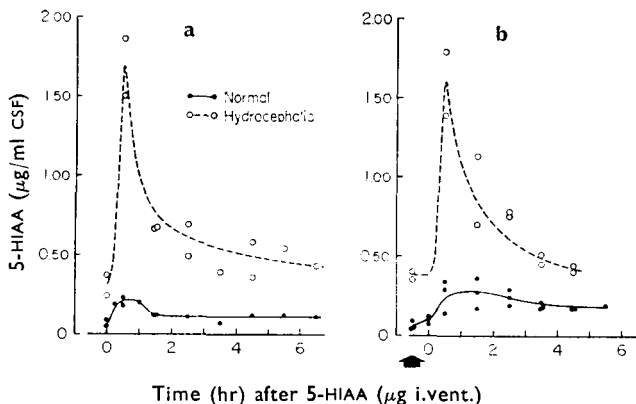 a
b
2.00
1.50
1.00
0.50
0
5-HIAA (µg/ml CSF)
Normal
Hydrocephalic
2.00
1.50
1.00
0.50
0
0 2 4 6
0 2 4 6
Time (hr) after 5-HIAA (µg i.vent.)